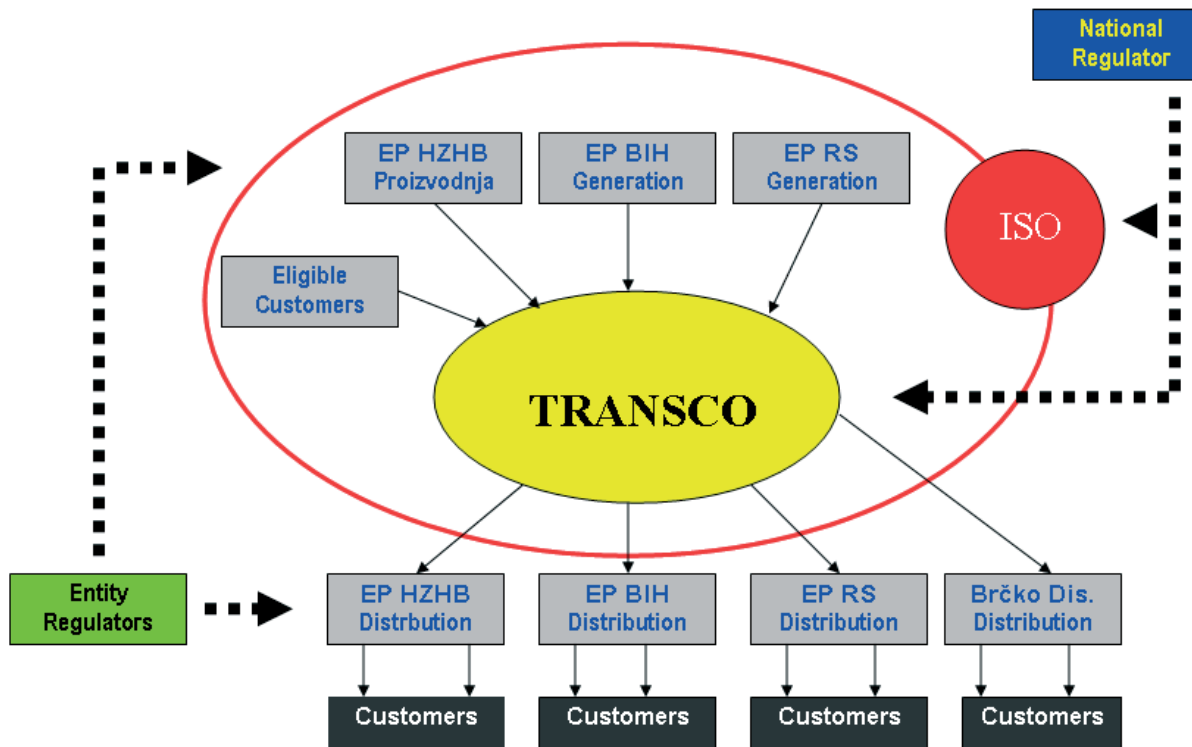 National
Regulator
EP HZHB
Proizvodnja
EP BIH
Generation
EP RS
Generation
ISO
Eligible
Customers
TRANSCO
Entity
Regulators
EP HZHB
Distrbution
EP BIH
Distribution
EP RS
Distribution
Brčko Dis.
Distribution
Customers
Customers
Customers
Customers